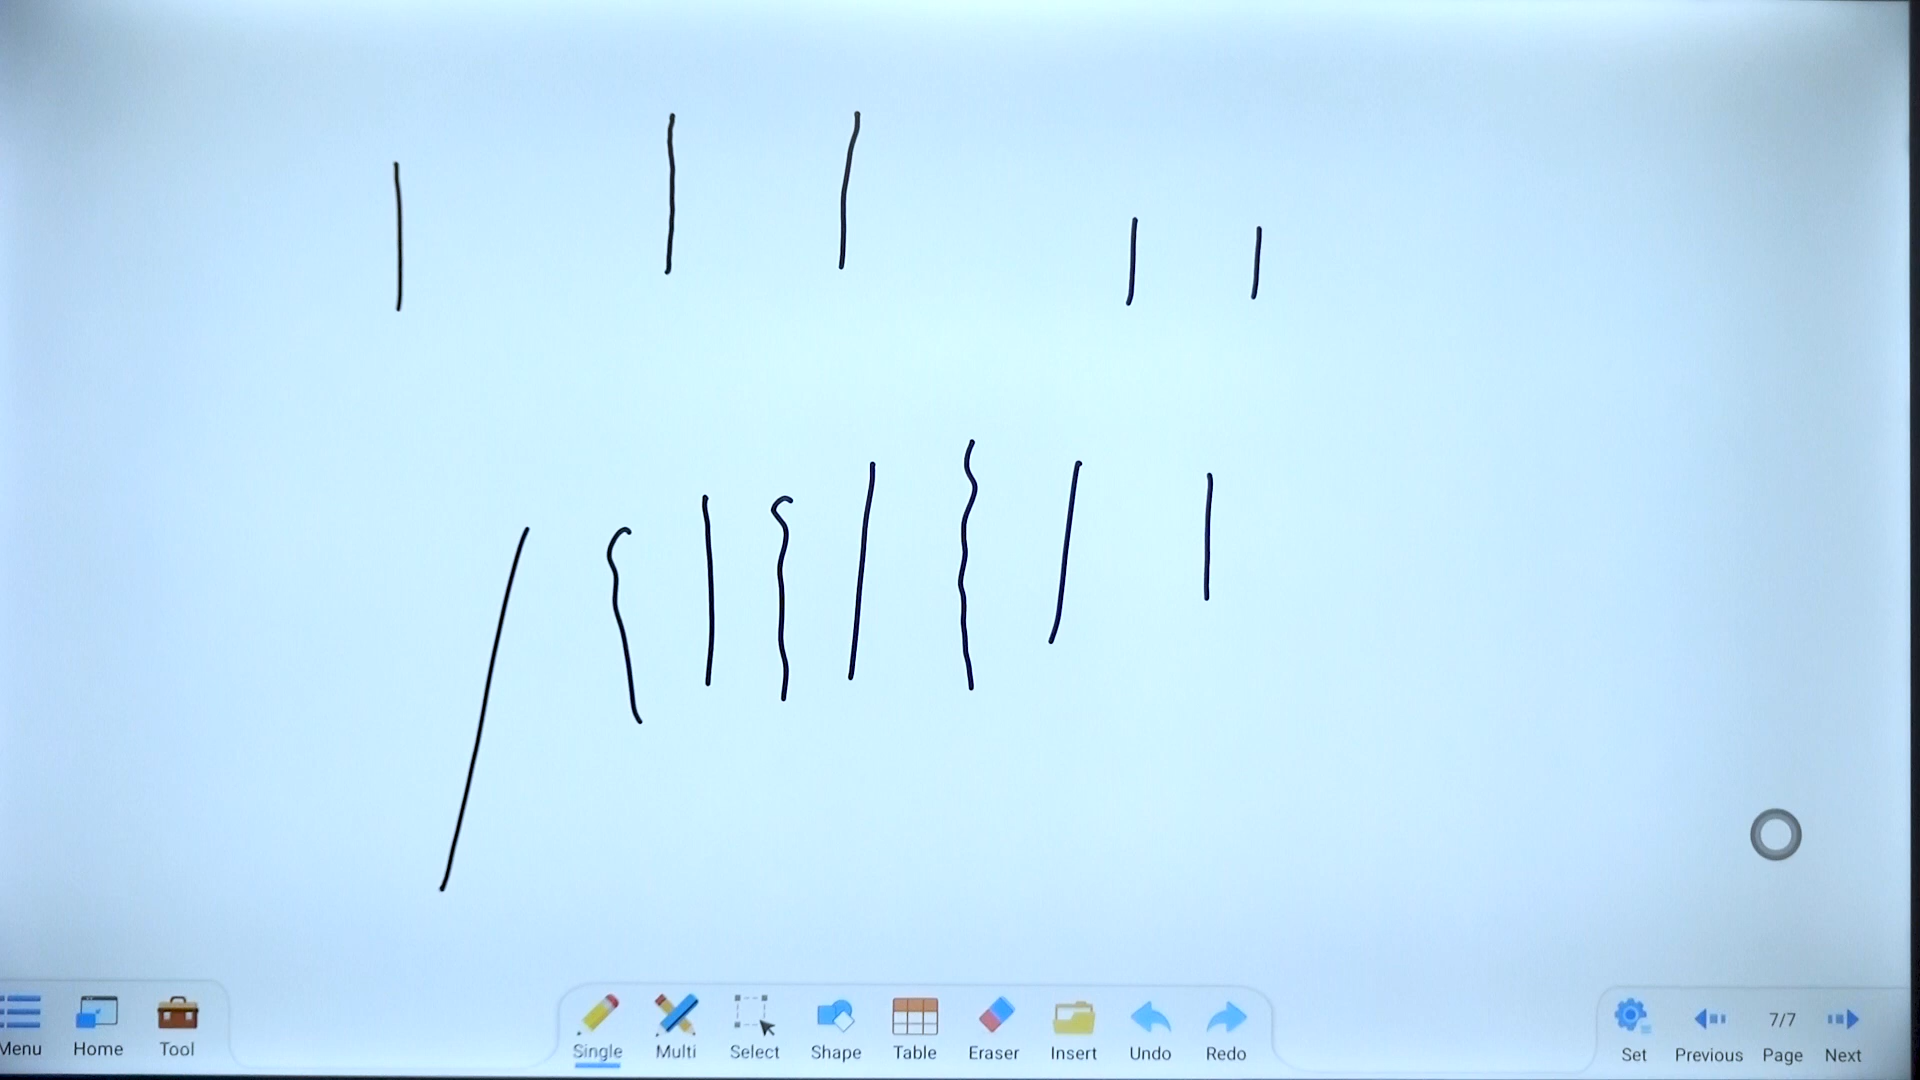 Menu
Home
Tool
Single
Multi
Select
Shape
Table
Eraser
Insert
Undo
Redo
Set
Previous
7/7
Page
Next